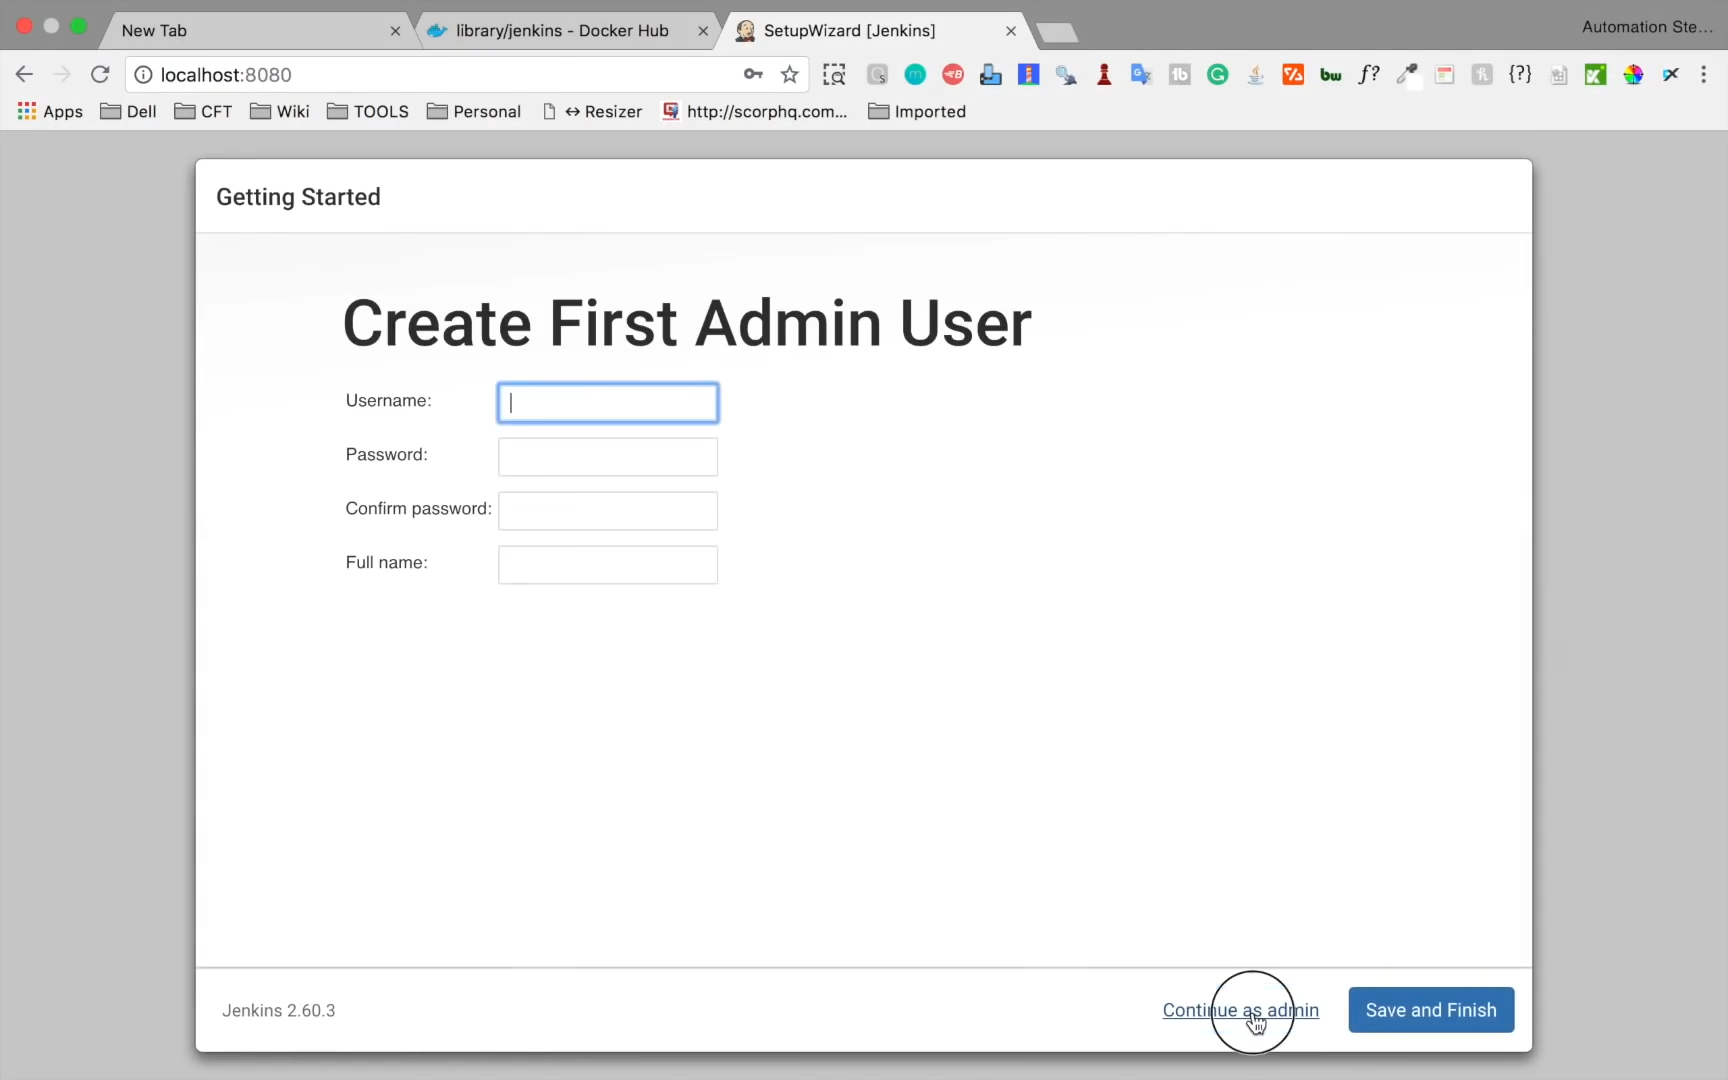 New Tab
library/jenkins - Docker Hub
SetupWizard [Jenkins]
Automation Ste...
localhost:8080
Apps
Dell
CFT
Wiki
TOOLS
Personal
↔ Resizer
http://scorphq.com...
Imported
Getting Started
Create First Admin User
Username:
Password:
Confirm password:
Full name:
Jenkins 2.60.3
Continue as admin
Save and Finish